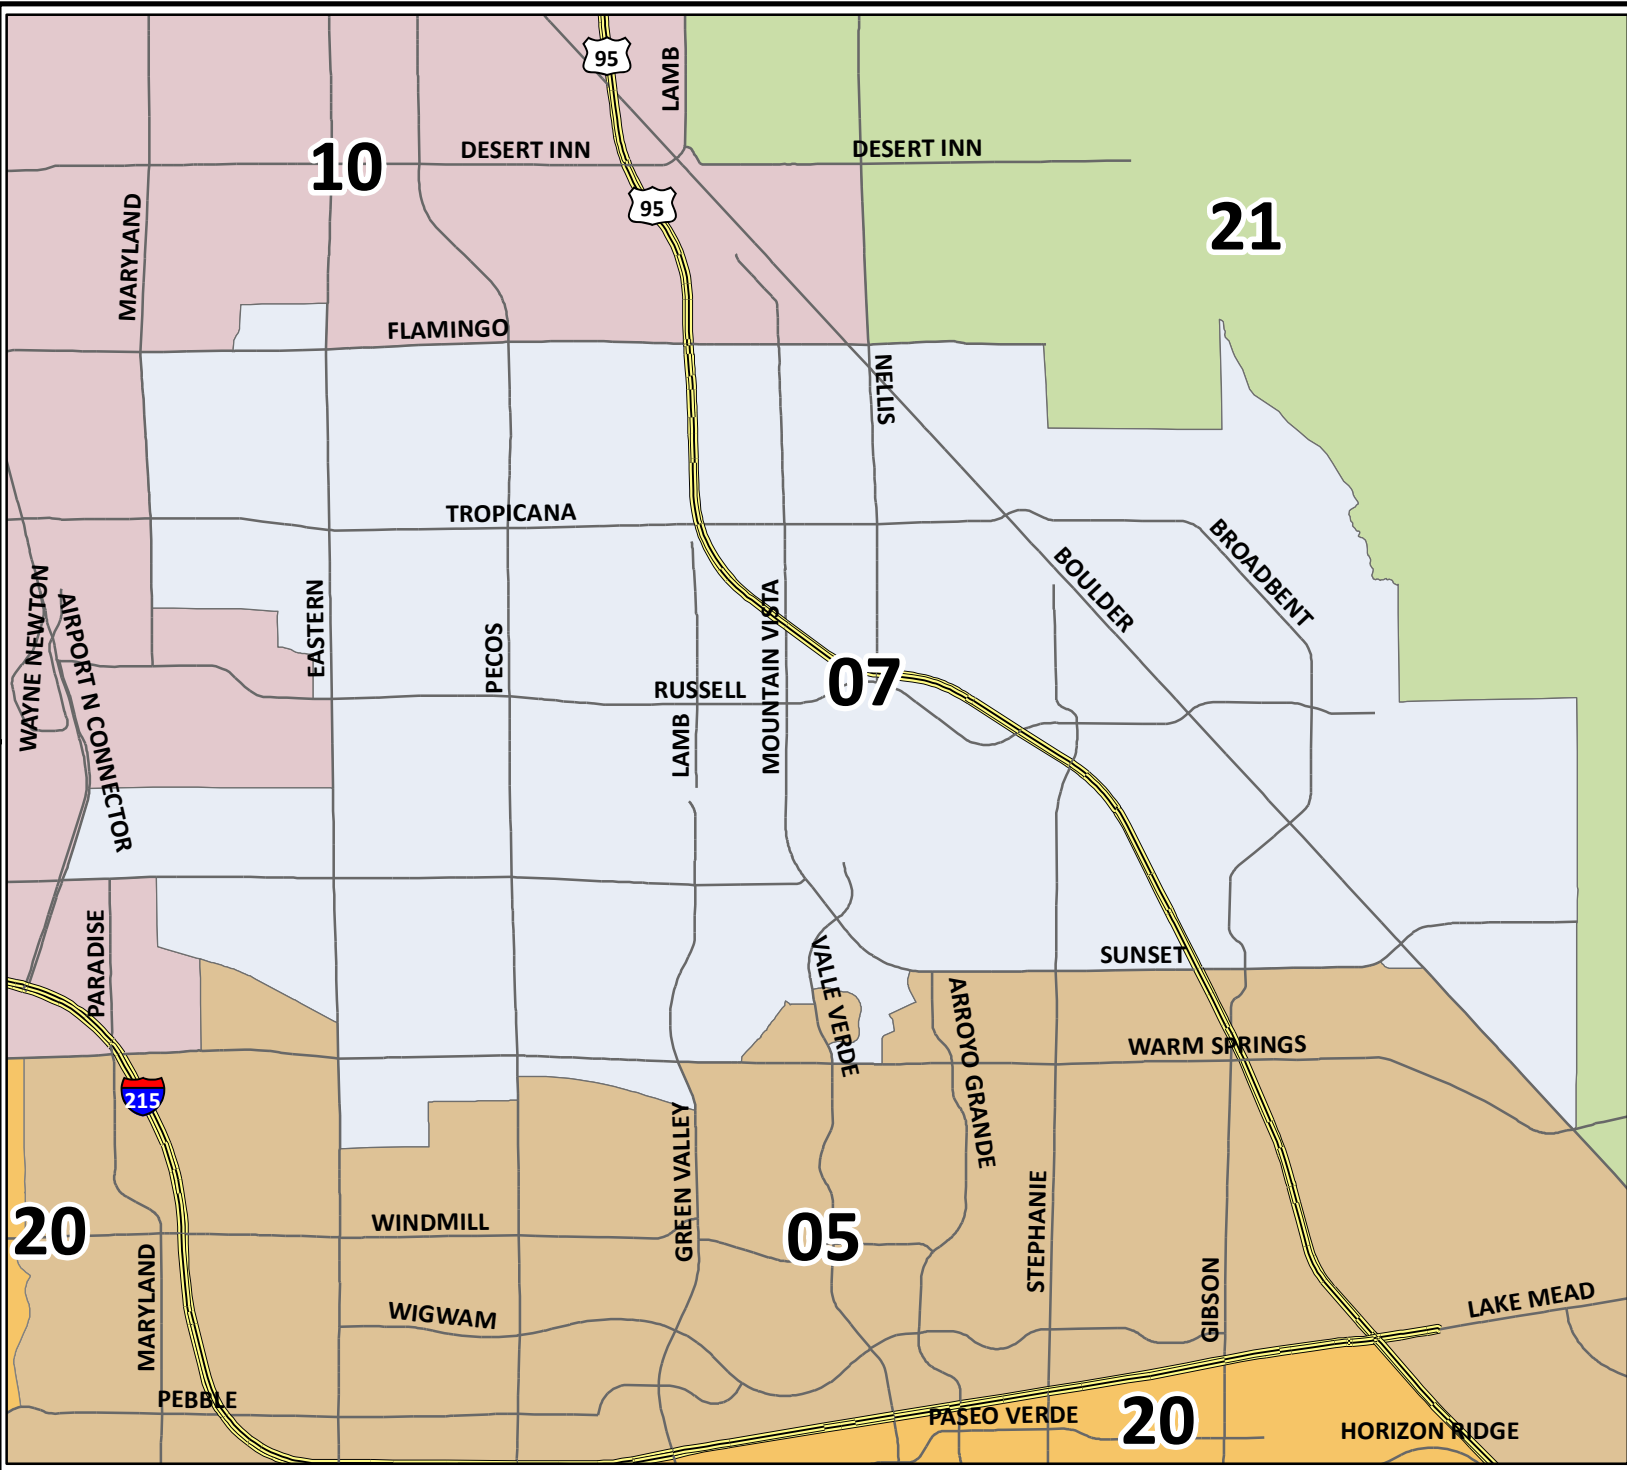 95
LAMB
DESERT INN
DESERT INN
10
95
21
MARYLAND
FLAMINGO
NELLIS
TROPICANA
BROADBENT
BOULDER
WAYNE NEWTON
AIRPORT N CONNECTOR
EASTERN
PECOS
MOUNTAIN VISTA
RUSSELL
07
LAMB
PARADISE
VALLE VERDE
SUNSET
ARROYO GRANDE
WARM SPRINGS
215
GREEN VALLEY
STEPHANIE
20
WINDMILL
05
MARYLAND
GIBSON
WIGWAM
LAKE MEAD
PEBBLE
PASEO VERDE
20
HORIZON RIDGE